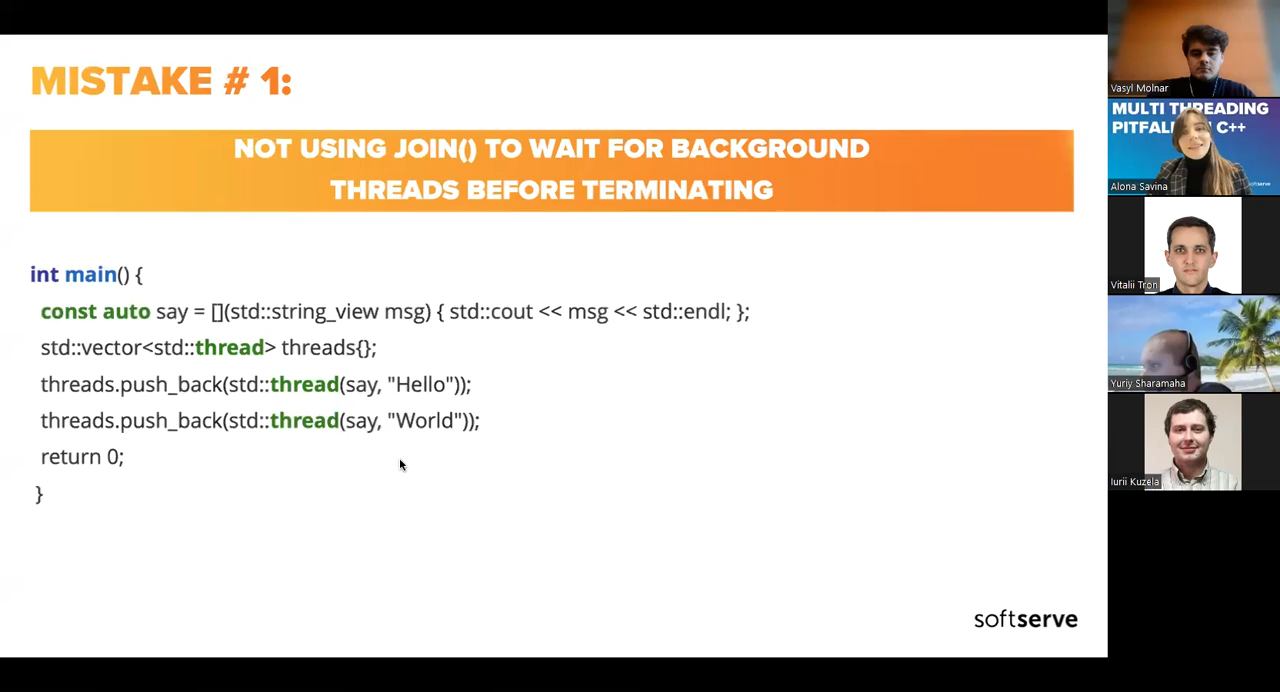 MISTAKE # 1:
NOT USING JOIN() TO WAIT FOR BACKGROUND
THREADS BEFORE TERMINATING
int main() {
const auto say = [](std::string_view msg) { std::cout << msg << std::endl; };
std::vector<std::thread> threads{};
threads.push_back(std::thread(say, "Hello"));
threads.push_back(std::thread(say, "World"));
return 0;
}
softserve
Vasyl Molnar
MULTI THREADING
C++
Alona Savina
Vitalii Tron
Yuriy Sharamaha
Iurii Kuzela